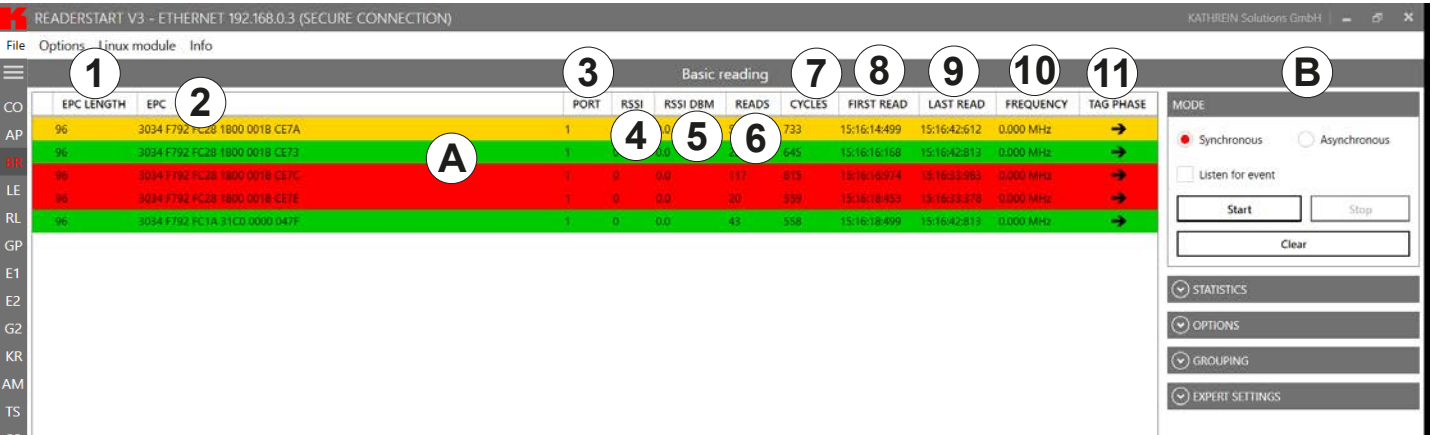 READERSTART V3 - ETHERNET 192.168.0.3 (SECURE CONNECTION) KATHREIN Solutions GmbH
File Options Linux module Info
1 2 3 4 5 6 7 8 9 10 11 A B
Basic reading
EPC LENGTH EPC PORT RSSI RSSI DBM READS CYCLES FIRST READ LAST READ FREQUENCY TAG PHASE
96 3034 F792 FC28 1800 0018 CE7A 1 733 15:16:14:499 15:16:42:612 0.000 MHz
96 3034 F792 FC28 1800 0018 CE73 1 645 15:16:16:168 15:16:42:813 0.000 MHz
96 3034 F792 FC28 1800 0018 CE7C 1 0 0.0 117 615 15:16:16:974 15:16:33:963 0.000 MHz
96 3034 F792 FC28 1800 0018 CE7E 1 0 0.0 20 559 15:16:18:453 15:16:33:378 0.000 MHz
96 3034 F792 FC1A 31C0 0000 047F 1 0 0.0 43 558 15:16:18:499 15:16:42:813 0.000 MHz
CO
AP
BR
LE
RL
GP
E1
E2
G2
KR
AM
TS
MODE
Synchronous Asynchronous
Listen for event
Start Stop
Clear
STATISTICS
OPTIONS
GROUPING
EXPERT SETTINGS